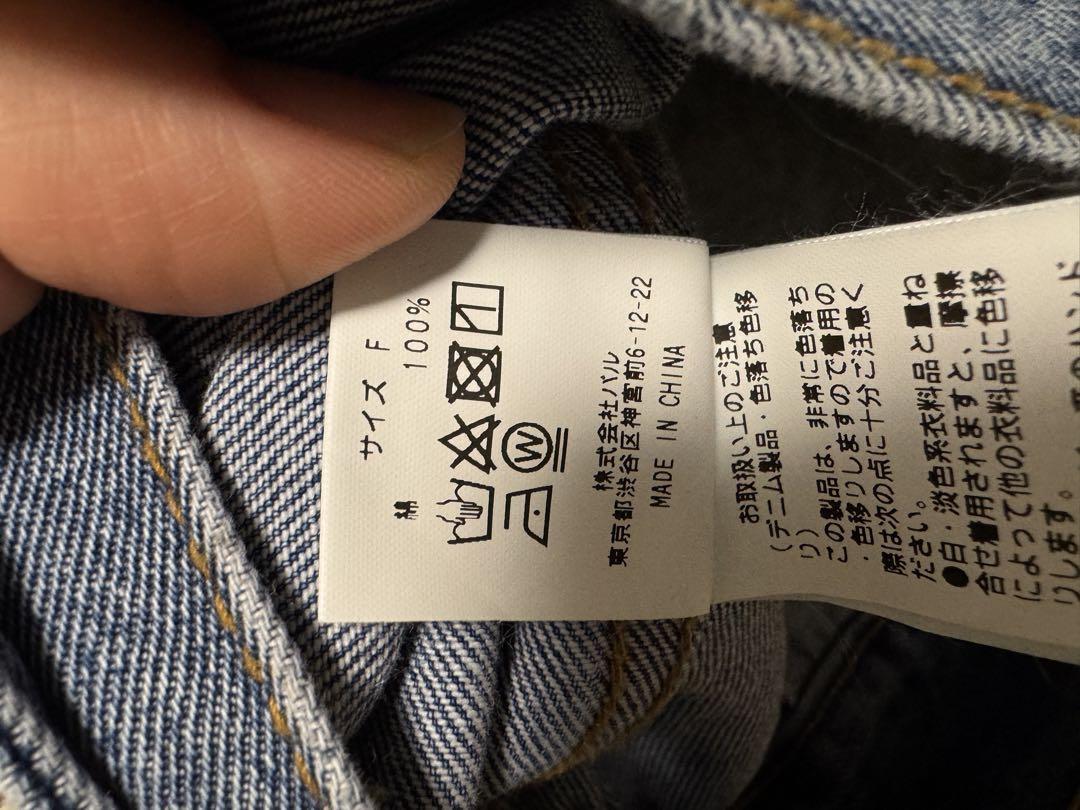 サイズ F
綿 100%
W
株式会社パル
東京都渋谷区神宮前6-12-22
MADE IN CHINA
お取扱い上のご注意
(デニム製品・色落ち色移
り)
この製品は、非常に色落ち
・色移りしますので着用の
際は次の点に十分ご注意く
ださい。
●白・淡色系衣料品と重ね
合せ着用されますと、摩擦
によって他の衣料品に色移
りします。